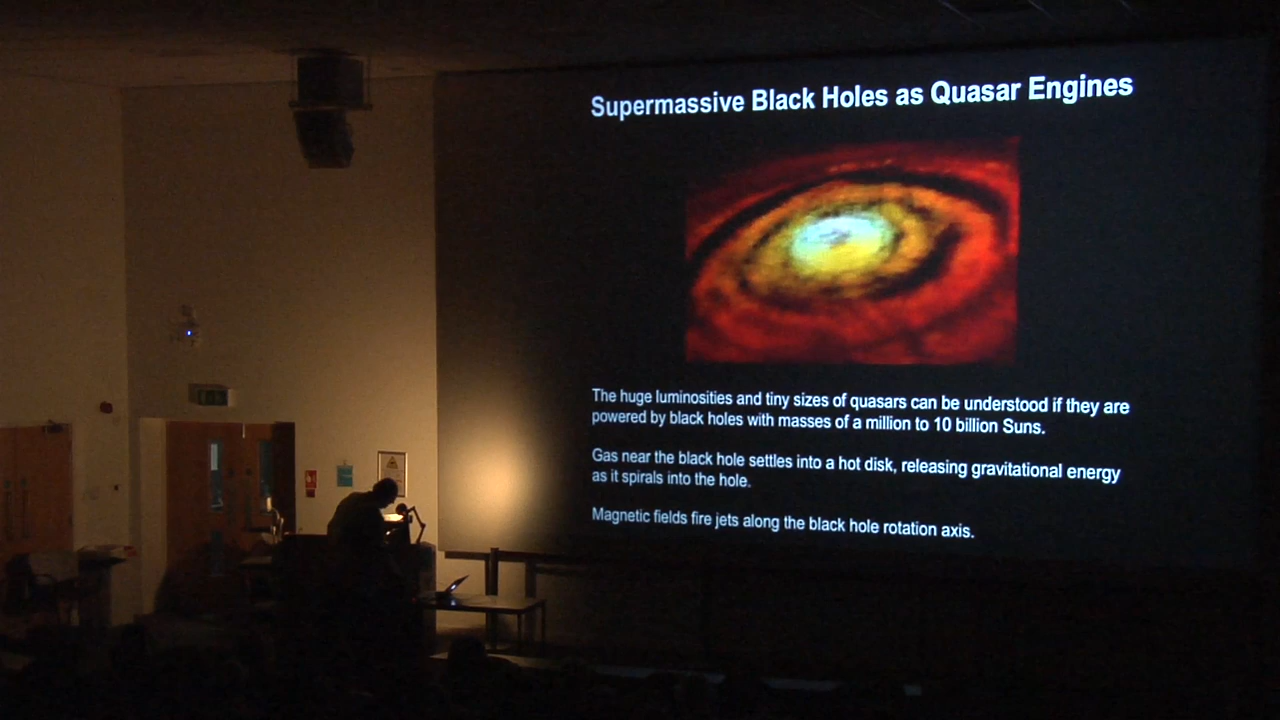 Supermassive Black Holes as Quasar Engines
The huge luminosities and tiny sizes of quasars can be understood if they are
powered by black holes with masses of a million to 10 billion Suns.
Gas near the black hole settles into a hot disk, releasing gravitational energy
as it spirals into the hole.
Magnetic fields fire jets along the black hole rotation axis.